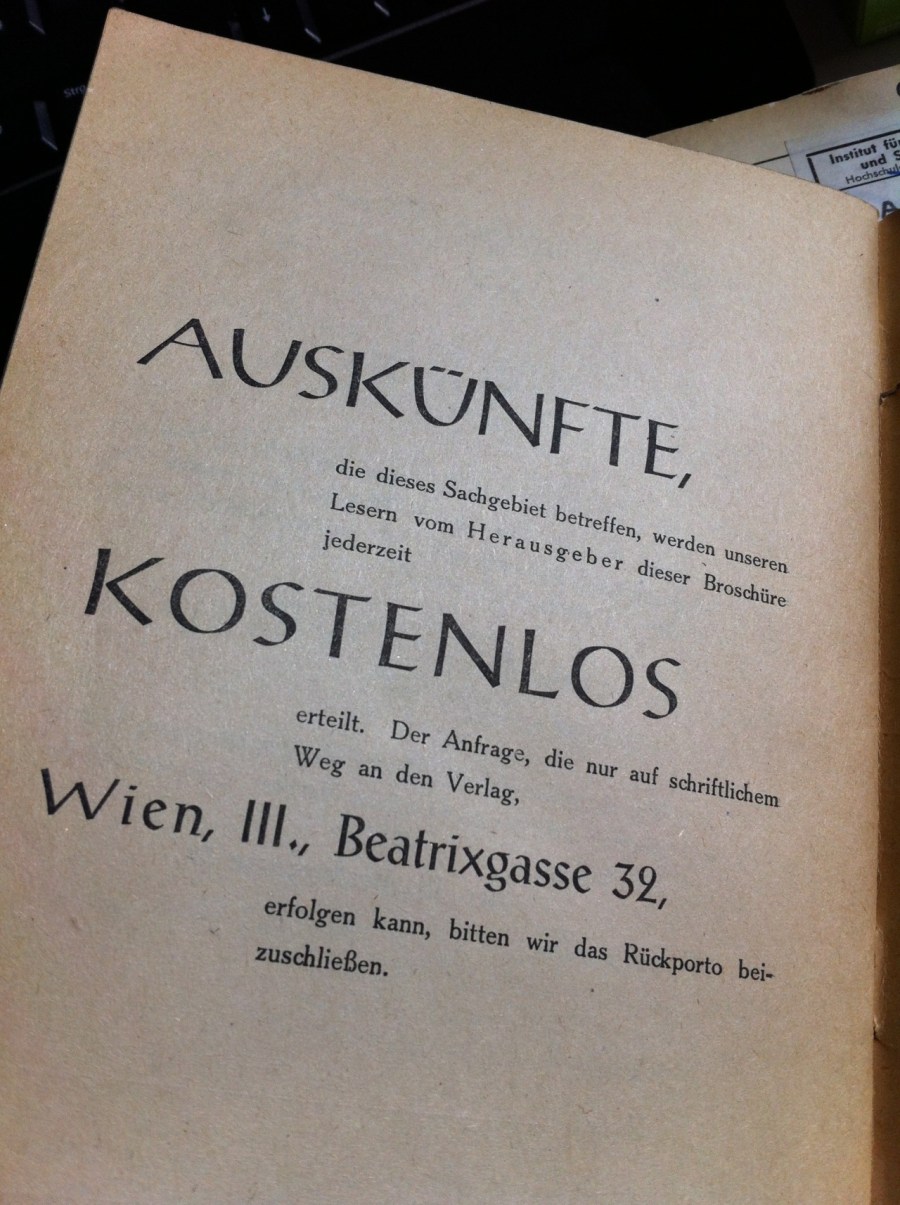 Institut für
und S
Hochschul
AUSKÜNFTE,
die dieses Sachgebiet betreffen, werden unseren
Lesern vom Herausgeber dieser Broschüre
jederzeit
KOSTENLOS
erteilt. Der Anfrage, die nur auf schriftlichem
Weg an den Verlag,
Wien, III., Beatrixgasse 32,
erfolgen kann, bitten wir das Rückporto bei-
zuschließen.